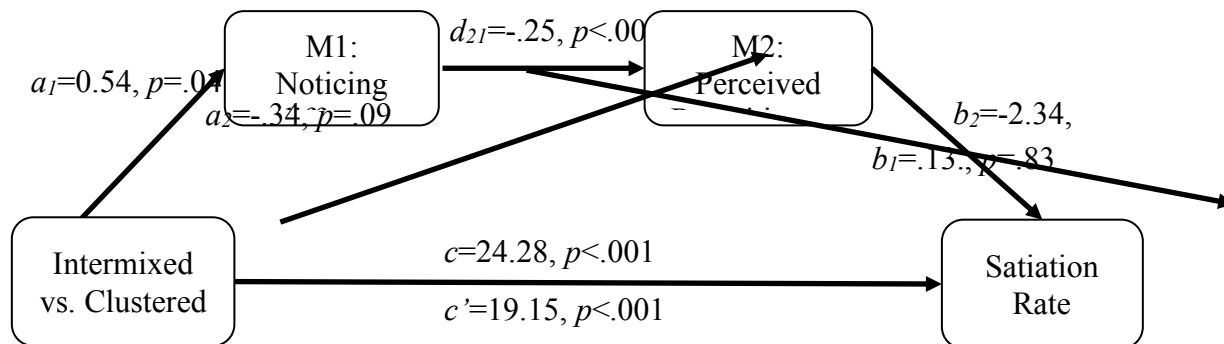 M1:
Noticing
d21=-.25, p<.00
M2:
Perceived
a1=0.54, p=.04
a2=-.34, p=.09
b2=-2.34,
b1=.13., p=.83
Intermixed
vs. Clustered
c=24.28, p<.001
c’=19.15, p<.001
Satiation
Rate